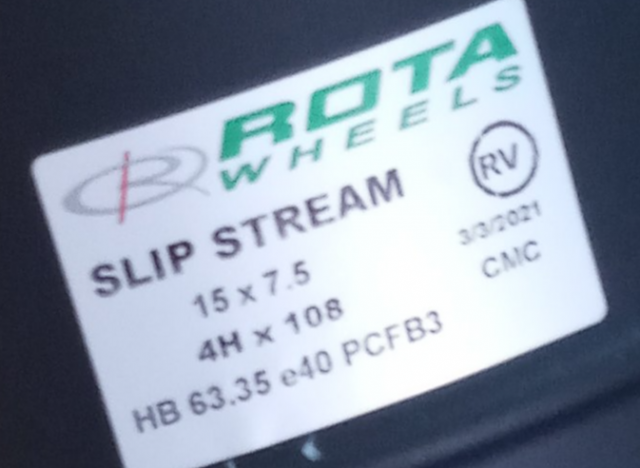 ROTA
WHEELS
RV
SLIP STREAM
3/3/2021
15 x 7.5
CMC
4H x 108
HB 63.35 e40 PCFB3